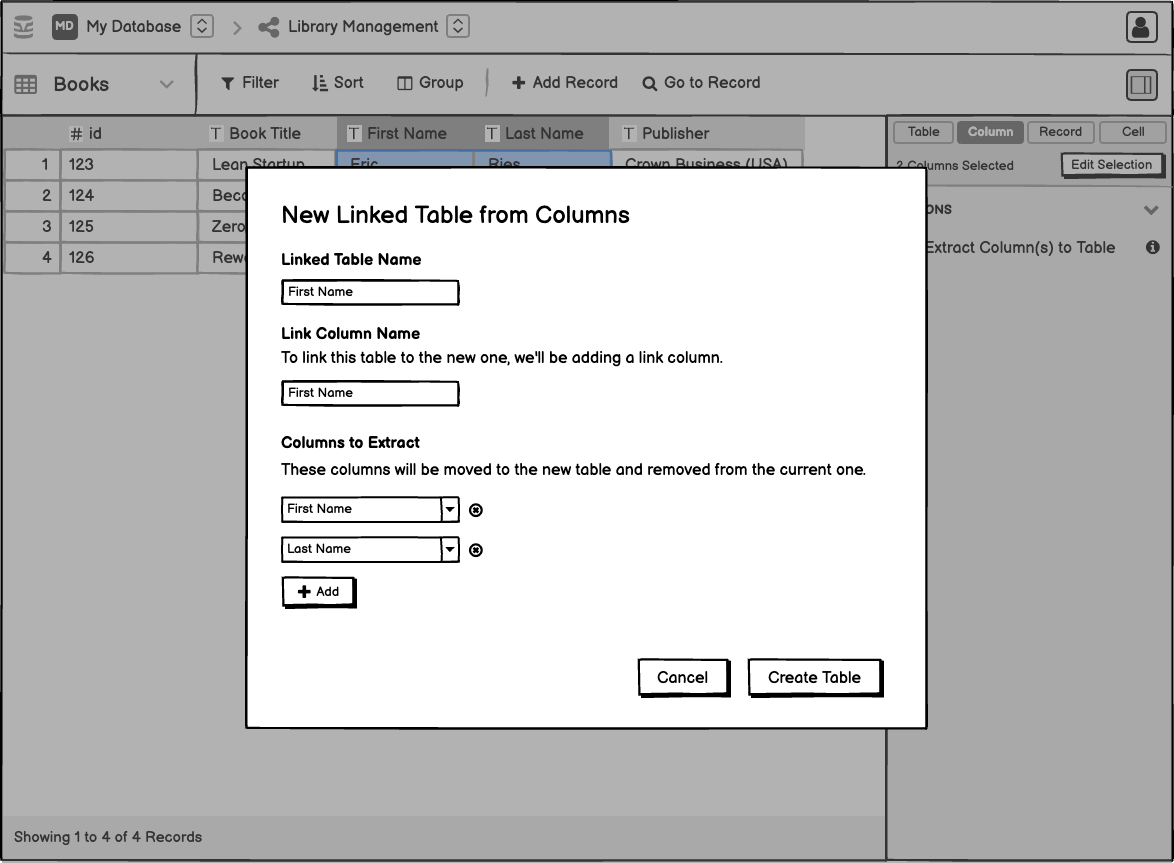 MD My Database Library Management
Books Filter Sort Group Add Record Go to Record
# id T Book Title T First Name T Last Name T Publisher
Table Column Record Cell
1 123 Lean Startup Eric Ries Crown Business (USA)
2 Columns Selected Edit Selection
2 124
3 125 Zero
4 126
ONS
Extract Column(s) to Table
New Linked Table from Columns
Linked Table Name
First Name
Link Column Name
To link this table to the new one, we'll be adding a link column.
First Name
Columns to Extract
These columns will be moved to the new table and removed from the current one.
First Name
Last Name
Add
Cancel Create Table
Showing 1 to 4 of 4 Records